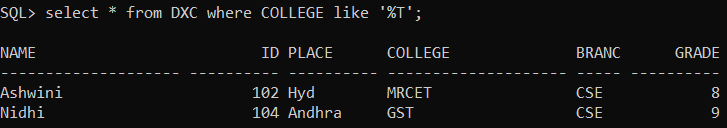 SQL> select * from DXC where COLLEGE like '%T';
NAME                         ID PLACE      COLLEGE              BRANC      GRADE
-------------------- ---------- ---------- -------------------- ----- ----------
Ashwini                     102 Hyd        MRCET                CSE            8
Nidhi                       104 Andhra     GST                  CSE            9